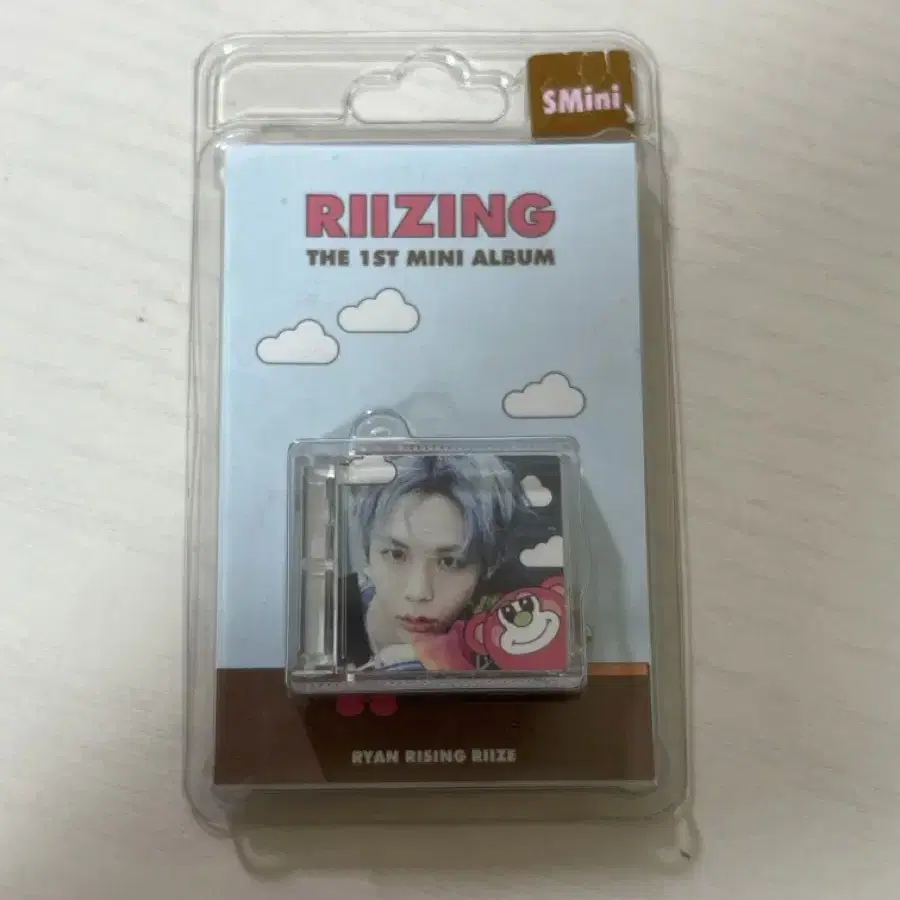 SMini
RIIZING
THE 1ST MINI ALBUM
RYAN RISING RIIZE